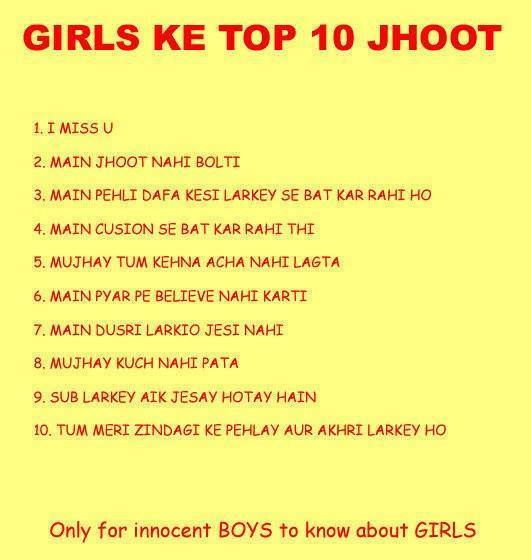 GIRLS KE TOP 10 JHOOT
1. I MISS U
2. MAIN JHOOT NAHI BOLTI
3. MAIN PEHLI DAFA KESI LARKEY SE BAT KAR RAHI HO
4. MAIN CUSION SE BAT KAR RAHI THI
5. MUJHAY TUM KEHNA ACHA NAHI LAGTA
6. MAIN PYAR PE BELIEVE NAHI KARTI
7. MAIN DUSRI LARKIO JESI NAHI
8. MUJHAY KUCH NAHI PATA
9. SUB LARKEY AIK JESAY HOTAY HAIN
10. TUM MERI ZINDAGI KE PEHLAY AUR AKHRI LARKEY HO
Only for innocent BOYS to know about GIRLS